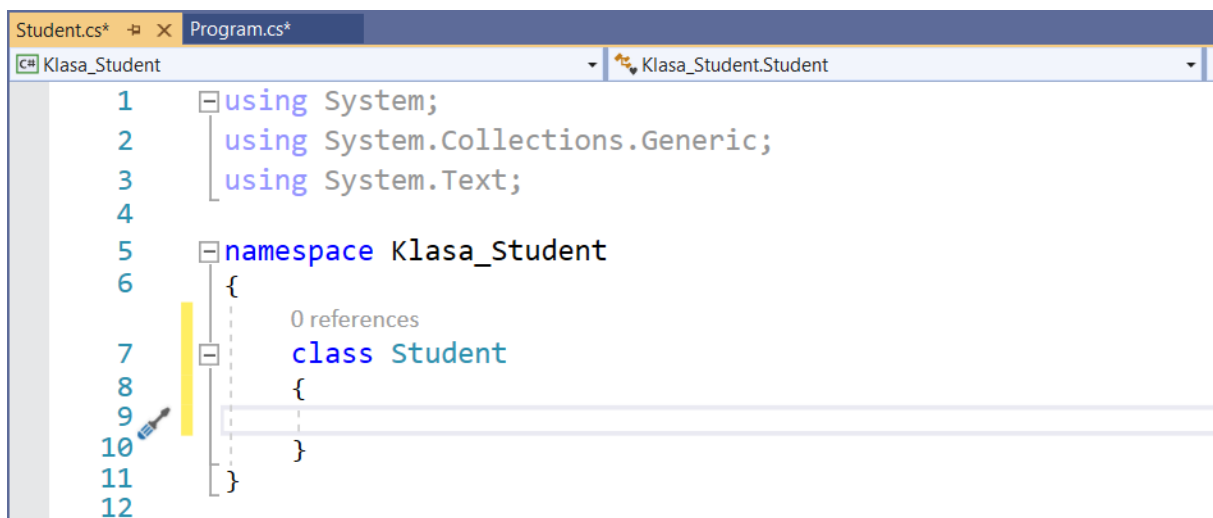 Student.cs* Program.cs*
C# Klasa_Student Klasa_Student.Student
1 using System;
2 using System.Collections.Generic;
3 using System.Text;
4
5 namespace Klasa_Student
6 {
0 references
7 class Student
8 {
9
10 }
11 }
12